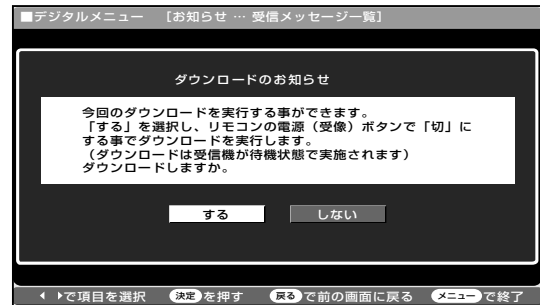 ■デジタルメニュー [お知らせ … 受信メッセージ一覧]
ダウンロードのお知らせ
今回のダウンロードを実行する事ができます。
「する」を選択し、リモコンの電源（受像）ボタンで「切」に
する事でダウンロードを実行します。
（ダウンロードは受信機が待機状態で実施されます）
ダウンロードしますか。
する しない
で項目を選択 決定 を押す 戻る で前の画面に戻る メニュー で終了